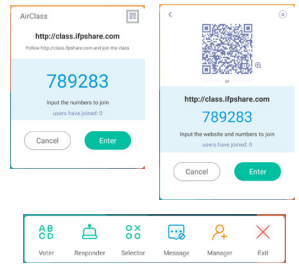 AirClass
http://class.ifpshare.com
Follow http://class.ifpshare.com and join the class
789283
Input the numbers to join
users have joined: 0
Cancel
Enter
or
http://class.ifpshare.com
789283
Input the website and numbers to join
users have joined: 0
Cancel
Enter
A B
C D
Voter
Responder
Selector
Message
Manager
Exit